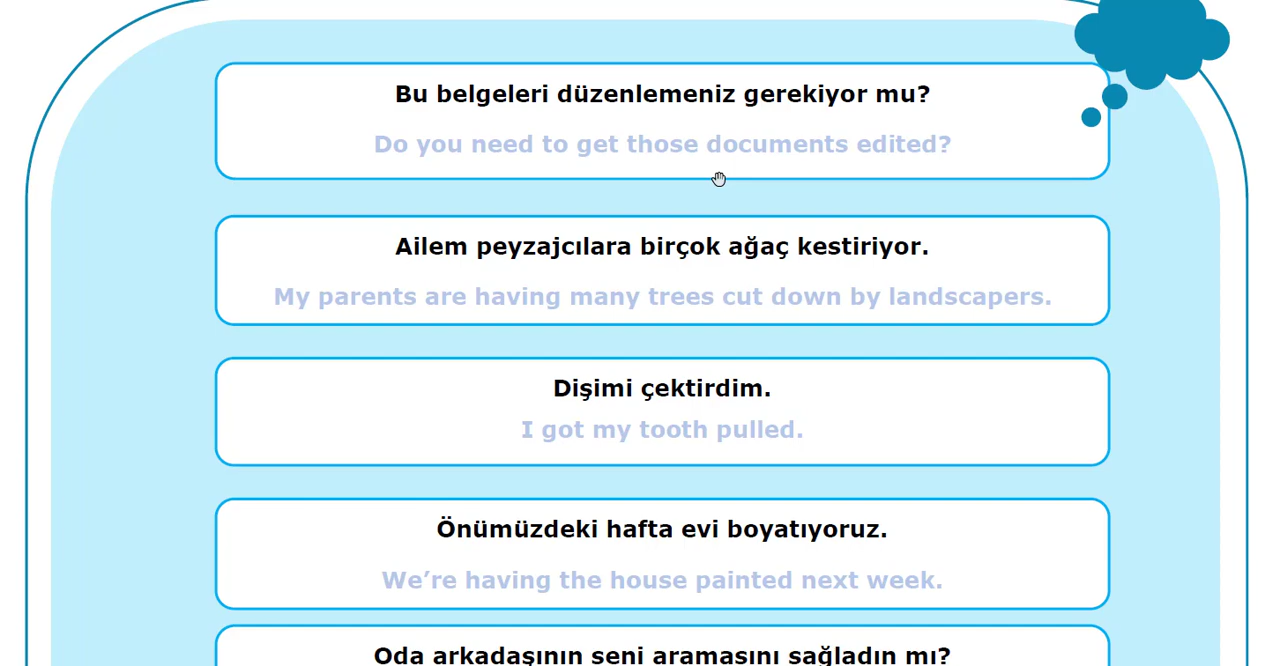 Bu belgeleri düzenlemeniz gerekiyor mu?
Do you need to get those documents edited?
Ailem peyzajcılara birçok ağaç kestiriyor.
My parents are having many trees cut down by landscapers.
Dişimi çektirdim.
I got my tooth pulled.
Önümüzdeki hafta evi boyatıyoruz.
We’re having the house painted next week.
Oda arkadaşının seni aramasını sağladın mı?